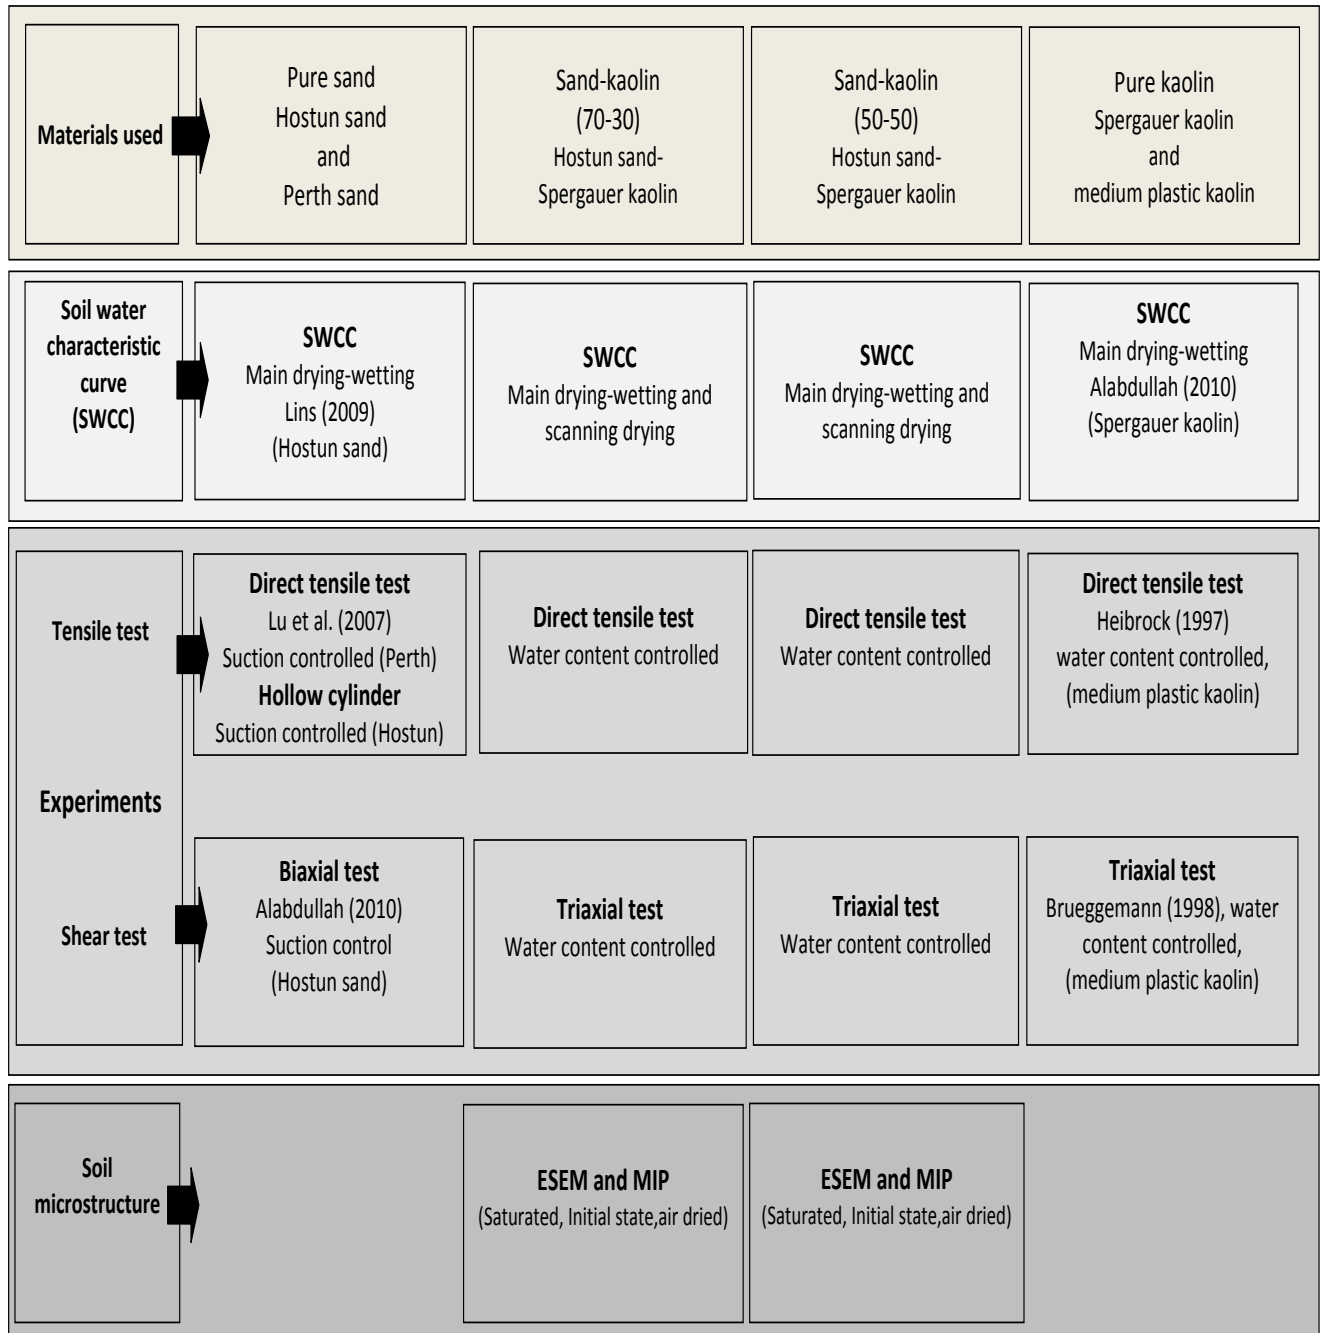 Materials used
Pure sand
Hostun sand
and
Perth sand
Sand-kaolin
(70-30)
Hostun sand-
Spergauer kaolin
Sand-kaolin
(50-50)
Hostun sand-
Spergauer kaolin
Pure kaolin
Spergauer kaolin
and
medium plastic kaolin
Soil water
characteristic
curve
(SWCC)
SWCC
Main drying-wetting
Lins (2009)
(Hostun sand)
SWCC
Main drying-wetting and
scanning drying
SWCC
Main drying-wetting and
scanning drying
SWCC
Main drying-wetting
Alabdullah (2010)
(Spergauer kaolin)
Experiments
Tensile test
Direct tensile test
Lu et al. (2007)
Suction controlled (Perth)
Hollow cylinder
Suction controlled (Hostun)
Direct tensile test
Water content controlled
Direct tensile test
Water content controlled
Direct tensile test
Heibrock (1997)
water content controlled,
(medium plastic kaolin)
Shear test
Biaxial test
Alabdullah (2010)
Suction control
(Hostun sand)
Triaxial test
Water content controlled
Triaxial test
Water content controlled
Triaxial test
Brueggemann (1998), water
content controlled,
(medium plastic kaolin)
Soil
microstructure
ESEM and MIP
(Saturated, Initial state,air dried)
ESEM and MIP
(Saturated, Initial state,air dried)